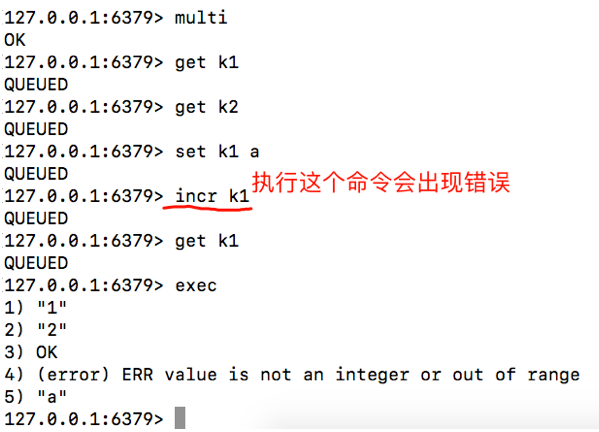 127.0.0.1:6379> multi
OK
127.0.0.1:6379> get k1
QUEUED
127.0.0.1:6379> get k2
QUEUED
127.0.0.1:6379> set k1 a
QUEUED
127.0.0.1:6379> incr k1 执行这个命令会出现错误
QUEUED
127.0.0.1:6379> get k1
QUEUED
127.0.0.1:6379> exec
1) "1"
2) "2"
3) OK
4) (error) ERR value is not an integer or out of range
5) "a"
127.0.0.1:6379>